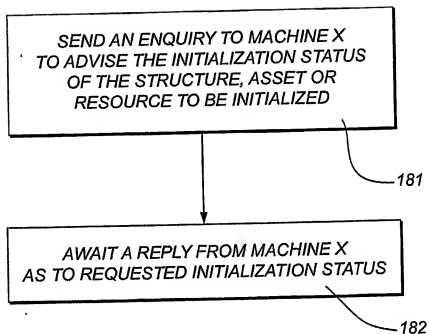 SEND AN ENQUIRY TO MACHINE X
TO ADVISE THE INITIALIZATION STATUS
OF THE STRUCTURE, ASSET OR
RESOURCE TO BE INITIALIZED
181
AWAIT A REPLY FROM MACHINE X
AS TO REQUESTED INITIALIZATION STATUS
182